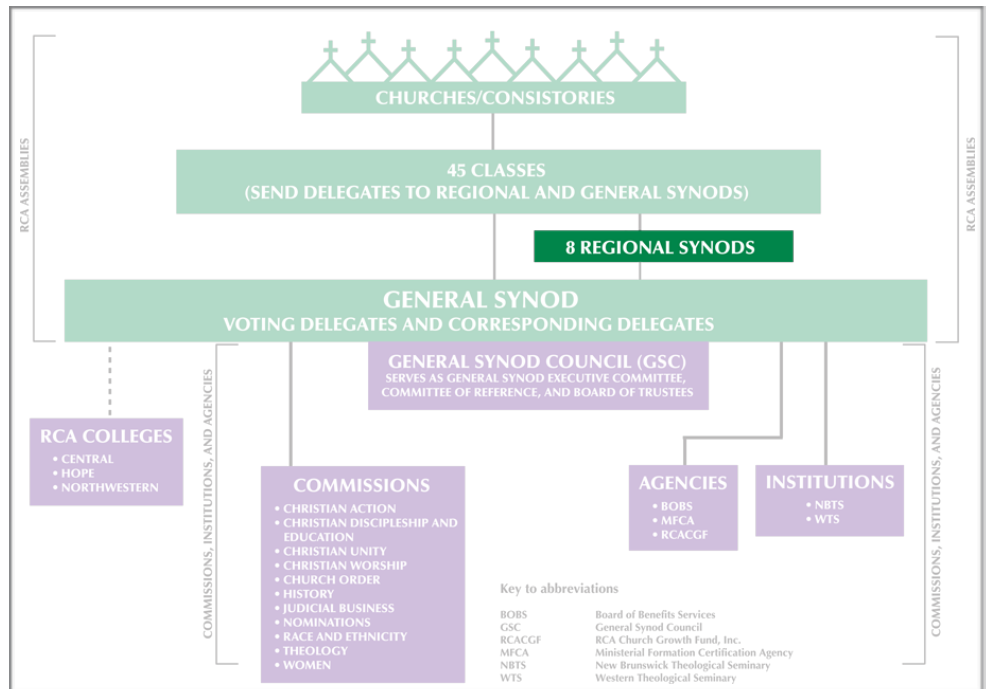 CHURCHES/CONSISTORIES
45 CLASSES
(SEND DELEGATES TO REGIONAL AND GENERAL SYNODS)
8 REGIONAL SYNODS
GENERAL SYNOD
VOTING DELEGATES AND CORRESPONDING DELEGATES
RCA ASSEMBLIES
RCA ASSEMBLIES
GENERAL SYNOD COUNCIL (GSC)
SERVES AS GENERAL SYNOD EXECUTIVE COMMITTEE,
COMMITTEE OF REFERENCE, AND BOARD OF TRUSTEES
COMMISSIONS, INSTITUTIONS, AND AGENCIES
COMMISSIONS, INSTITUTIONS, AND AGENCIES
RCA COLLEGES
• CENTRAL
• HOPE
• NORTHWESTERN
COMMISSIONS
• CHRISTIAN ACTION
• CHRISTIAN DISCIPLESHIP AND
EDUCATION
• CHRISTIAN UNITY
• CHRISTIAN WORSHIP
• CHURCH ORDER
• HISTORY
• JUDICIAL BUSINESS
• NOMINATIONS
• RACE AND ETHNICITY
• THEOLOGY
• WOMEN
AGENCIES
• BOBS
• MFCA
• RCACGF
INSTITUTIONS
• NBTS
• WTS
Key to abbreviations
BOBS Board of Benefits Services
GSC General Synod Council
RCACGF RCA Church Growth Fund, Inc.
MFCA Ministerial Formation Certification Agency
NBTS New Brunswick Theological Seminary
WTS Western Theological Seminary